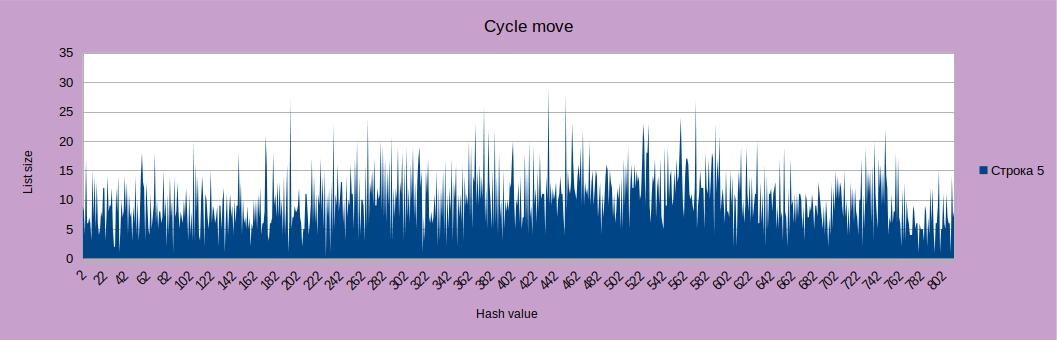 Cycle move
35
30
25
20
15
10
5
0
List size
2 22 42 62 82 102 122 142 162 182 202 222 242 262 282 302 322 342 362 382 402 422 442 462 482 502 522 542 562 582 602 622 642 662 682 702 722 742 762 782 802
Hash value
Строка 5